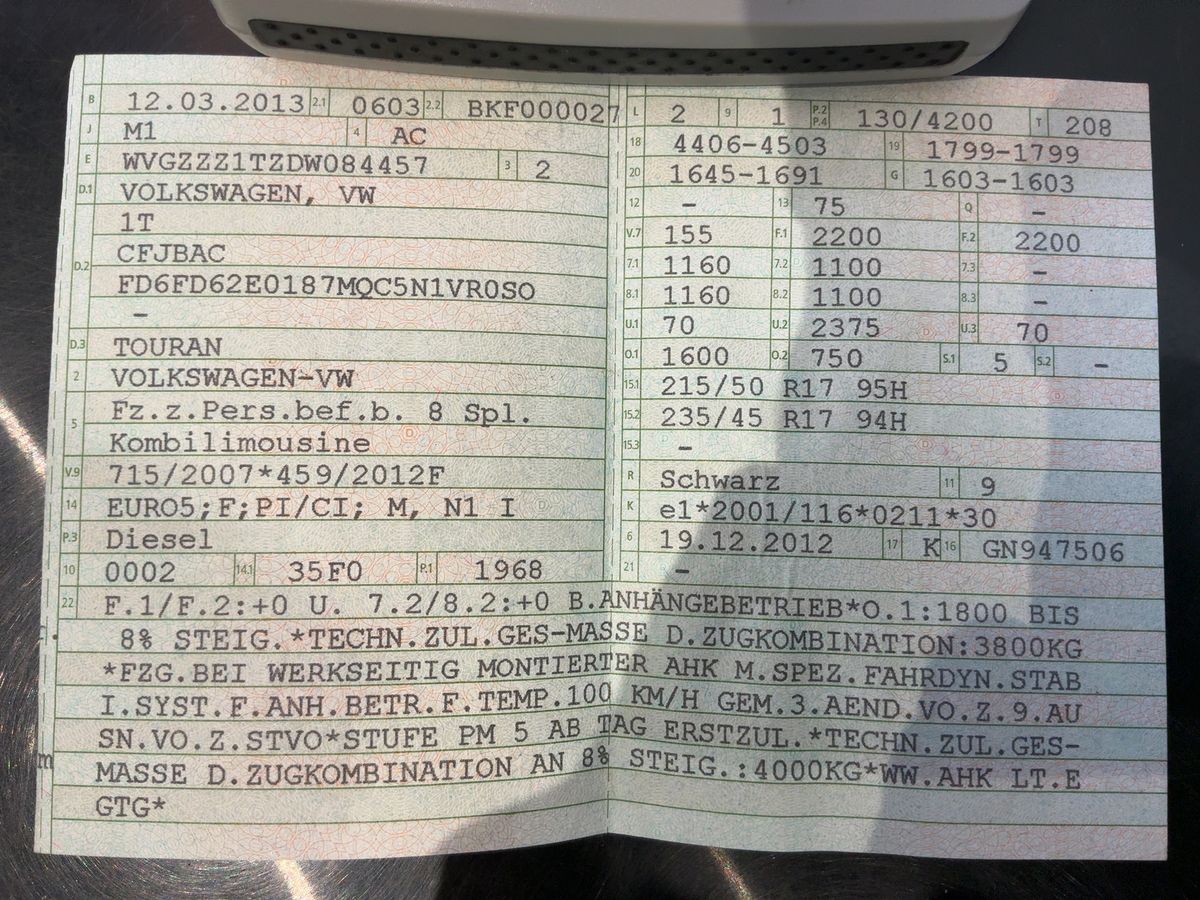 B 12.03.2013 2.1 0603 2.2 BKF000027
J M1 4 AC
E WVGZZZ1TZDW084457 3 2
D.1 VOLKSWAGEN, VW
1T
D.2 CFJBAC
FD6FD62E0187MQC5N1VR0SO
–
D.3 TOURAN
2 VOLKSWAGEN-VW
5 Fz.z.Pers.bef.b. 8 Spl.
Kombilimousine
V.9 715/2007*459/2012F
14 EURO5;F;PI/CI; M, N1 I
P.3 Diesel
10 0002 14.1 35F0 P.1 1968
L 2 9 1 P.2 P.4 130/4200 T 208
18 4406-4503 19 1799-1799
20 1645-1691 G 1603-1603
12 – 13 75 Q –
V.7 155 F.1 2200 F.2 2200
7.1 1160 7.2 1100 7.3 –
8.1 1160 8.2 1100 8.3 –
U.1 70 U.2 2375 U.3 70
O.1 1600 O.2 750 S.1 5 S.2 –
15.1 215/50 R17 95H
15.2 235/45 R17 94H
15.3 –
R Schwarz 11 9
K e1*2001/116*0211*30
6 19.12.2012 17 K 16 GN947506
21 –
22 F.1/F.2:+0 U. 7.2/8.2:+0 B.ANHÄNGEBETRIEB*O.1:1800 BIS
8% STEIG.*TECHN.ZUL.GES-MASSE D.ZUGKOMBINATION:3800KG
*FZG.BEI WERKSEITIG MONTIERTER AHK M.SPEZ.FAHRDYN.STAB
I.SYST.F.ANH.BETR.F.TEMP.100 KM/H GEM.3.AEND.VO.Z.9.AU
SN.VO.Z.STVO*STUFE PM 5 AB TAG ERSTZUL.*TECHN.ZUL.GES-
MASSE D.ZUGKOMBINATION AN 8% STEIG.:4000KG*WW.AHK LT.E
GTG*